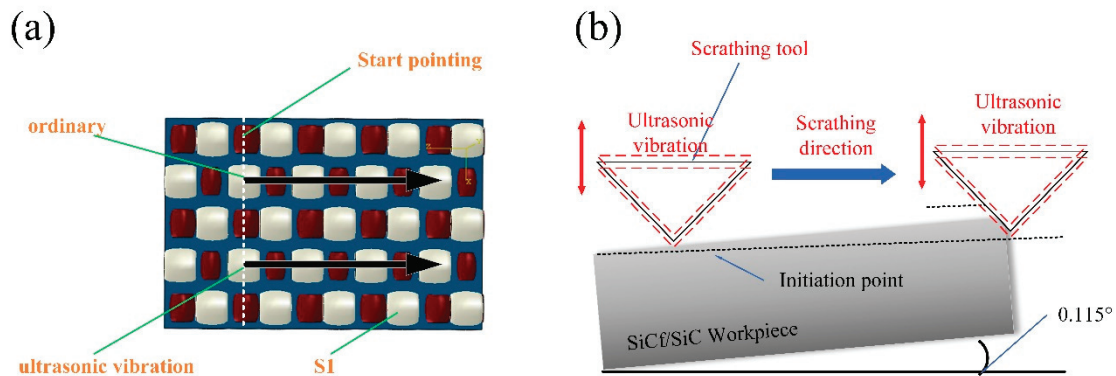 (a)
Start pointing
ordinary
ultrasonic vibration
S1
(b)
Scrathing tool
Ultrasonic
vibration
Scrathing
direction
Ultrasonic
vibration
Initiation point
SiCf/SiC Workpiece
0.115°